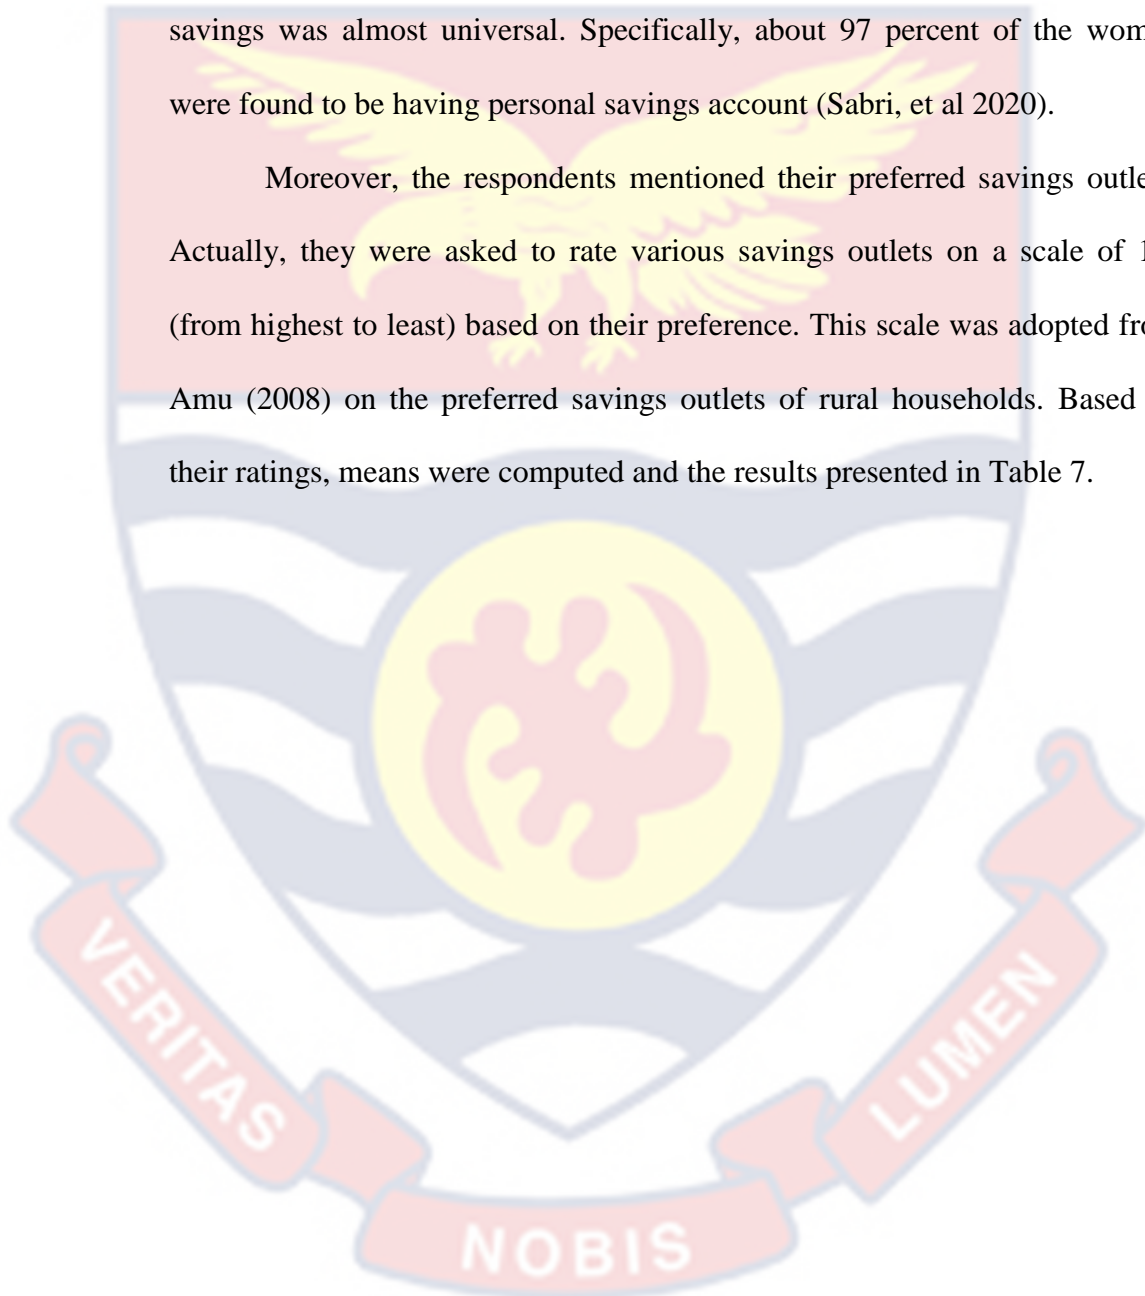 savings was almost universal. Specifically, about 97 percent of the wom
were found to be having personal savings account (Sabri, et al 2020).
Moreover, the respondents mentioned their preferred savings outle
Actually, they were asked to rate various savings outlets on a scale of 1
(from highest to least) based on their preference. This scale was adopted fro
Amu (2008) on the preferred savings outlets of rural households. Based
their ratings, means were computed and the results presented in Table 7.
VERITAS
NOBIS
LUMEN